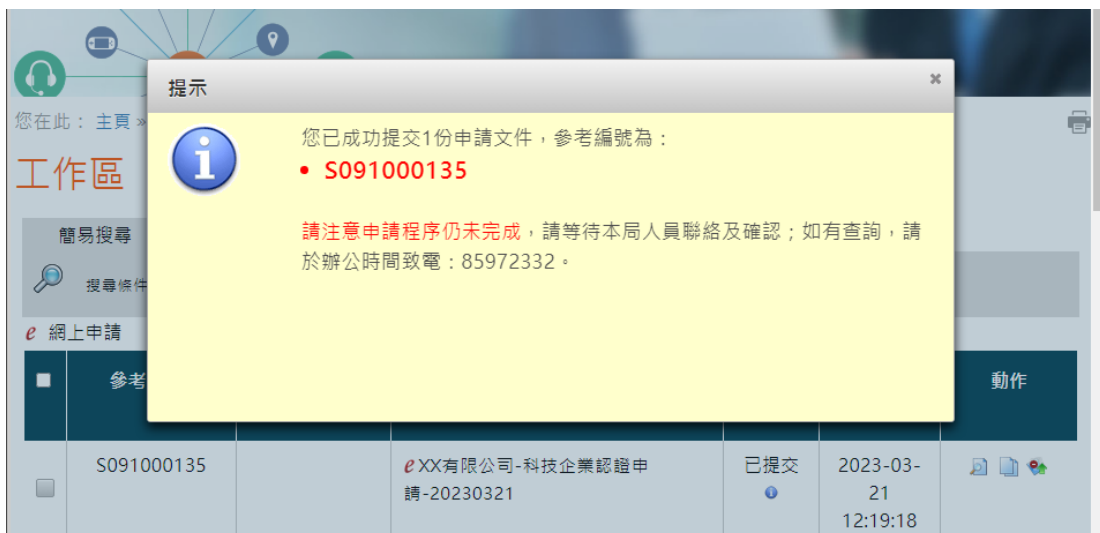 提示
您在此： 主頁 »
您已成功提交1份申請文件，參考編號為：
• S091000135
工作區
請注意申請程序仍未完成，請等待本局人員聯絡及確認；如有查詢，請
於辦公時間致電：85972332。
簡易搜尋
搜尋條件
e 網上申請
參考
動作
S091000135
e XX有限公司-科技企業認證申
請-20230321
已提交
2023-03-
21
12:19:18